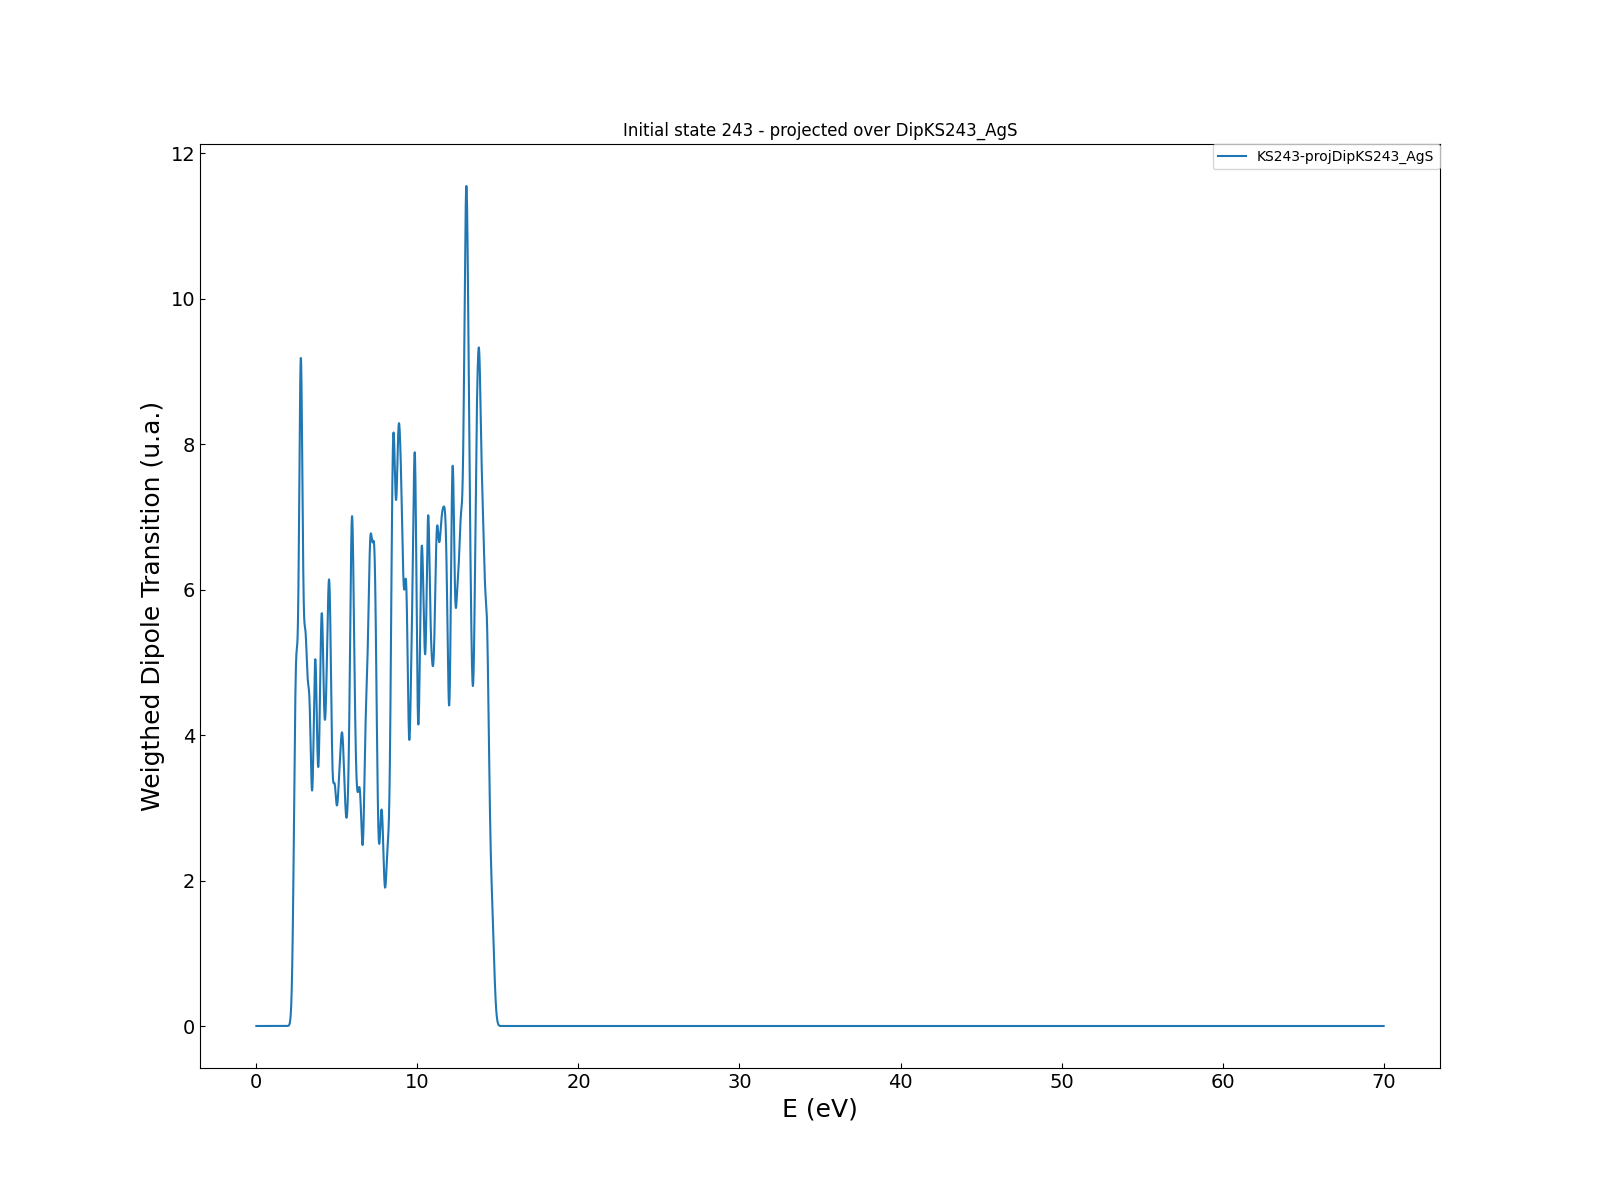 Initial state 243 - projected over DipKS243_AgS
KS243-projDipKS243_AgS
Weigthed Dipole Transition (u.a.)
12
10
8
6
4
2
0
0 10 20 30 40 50 60 70
E (eV)